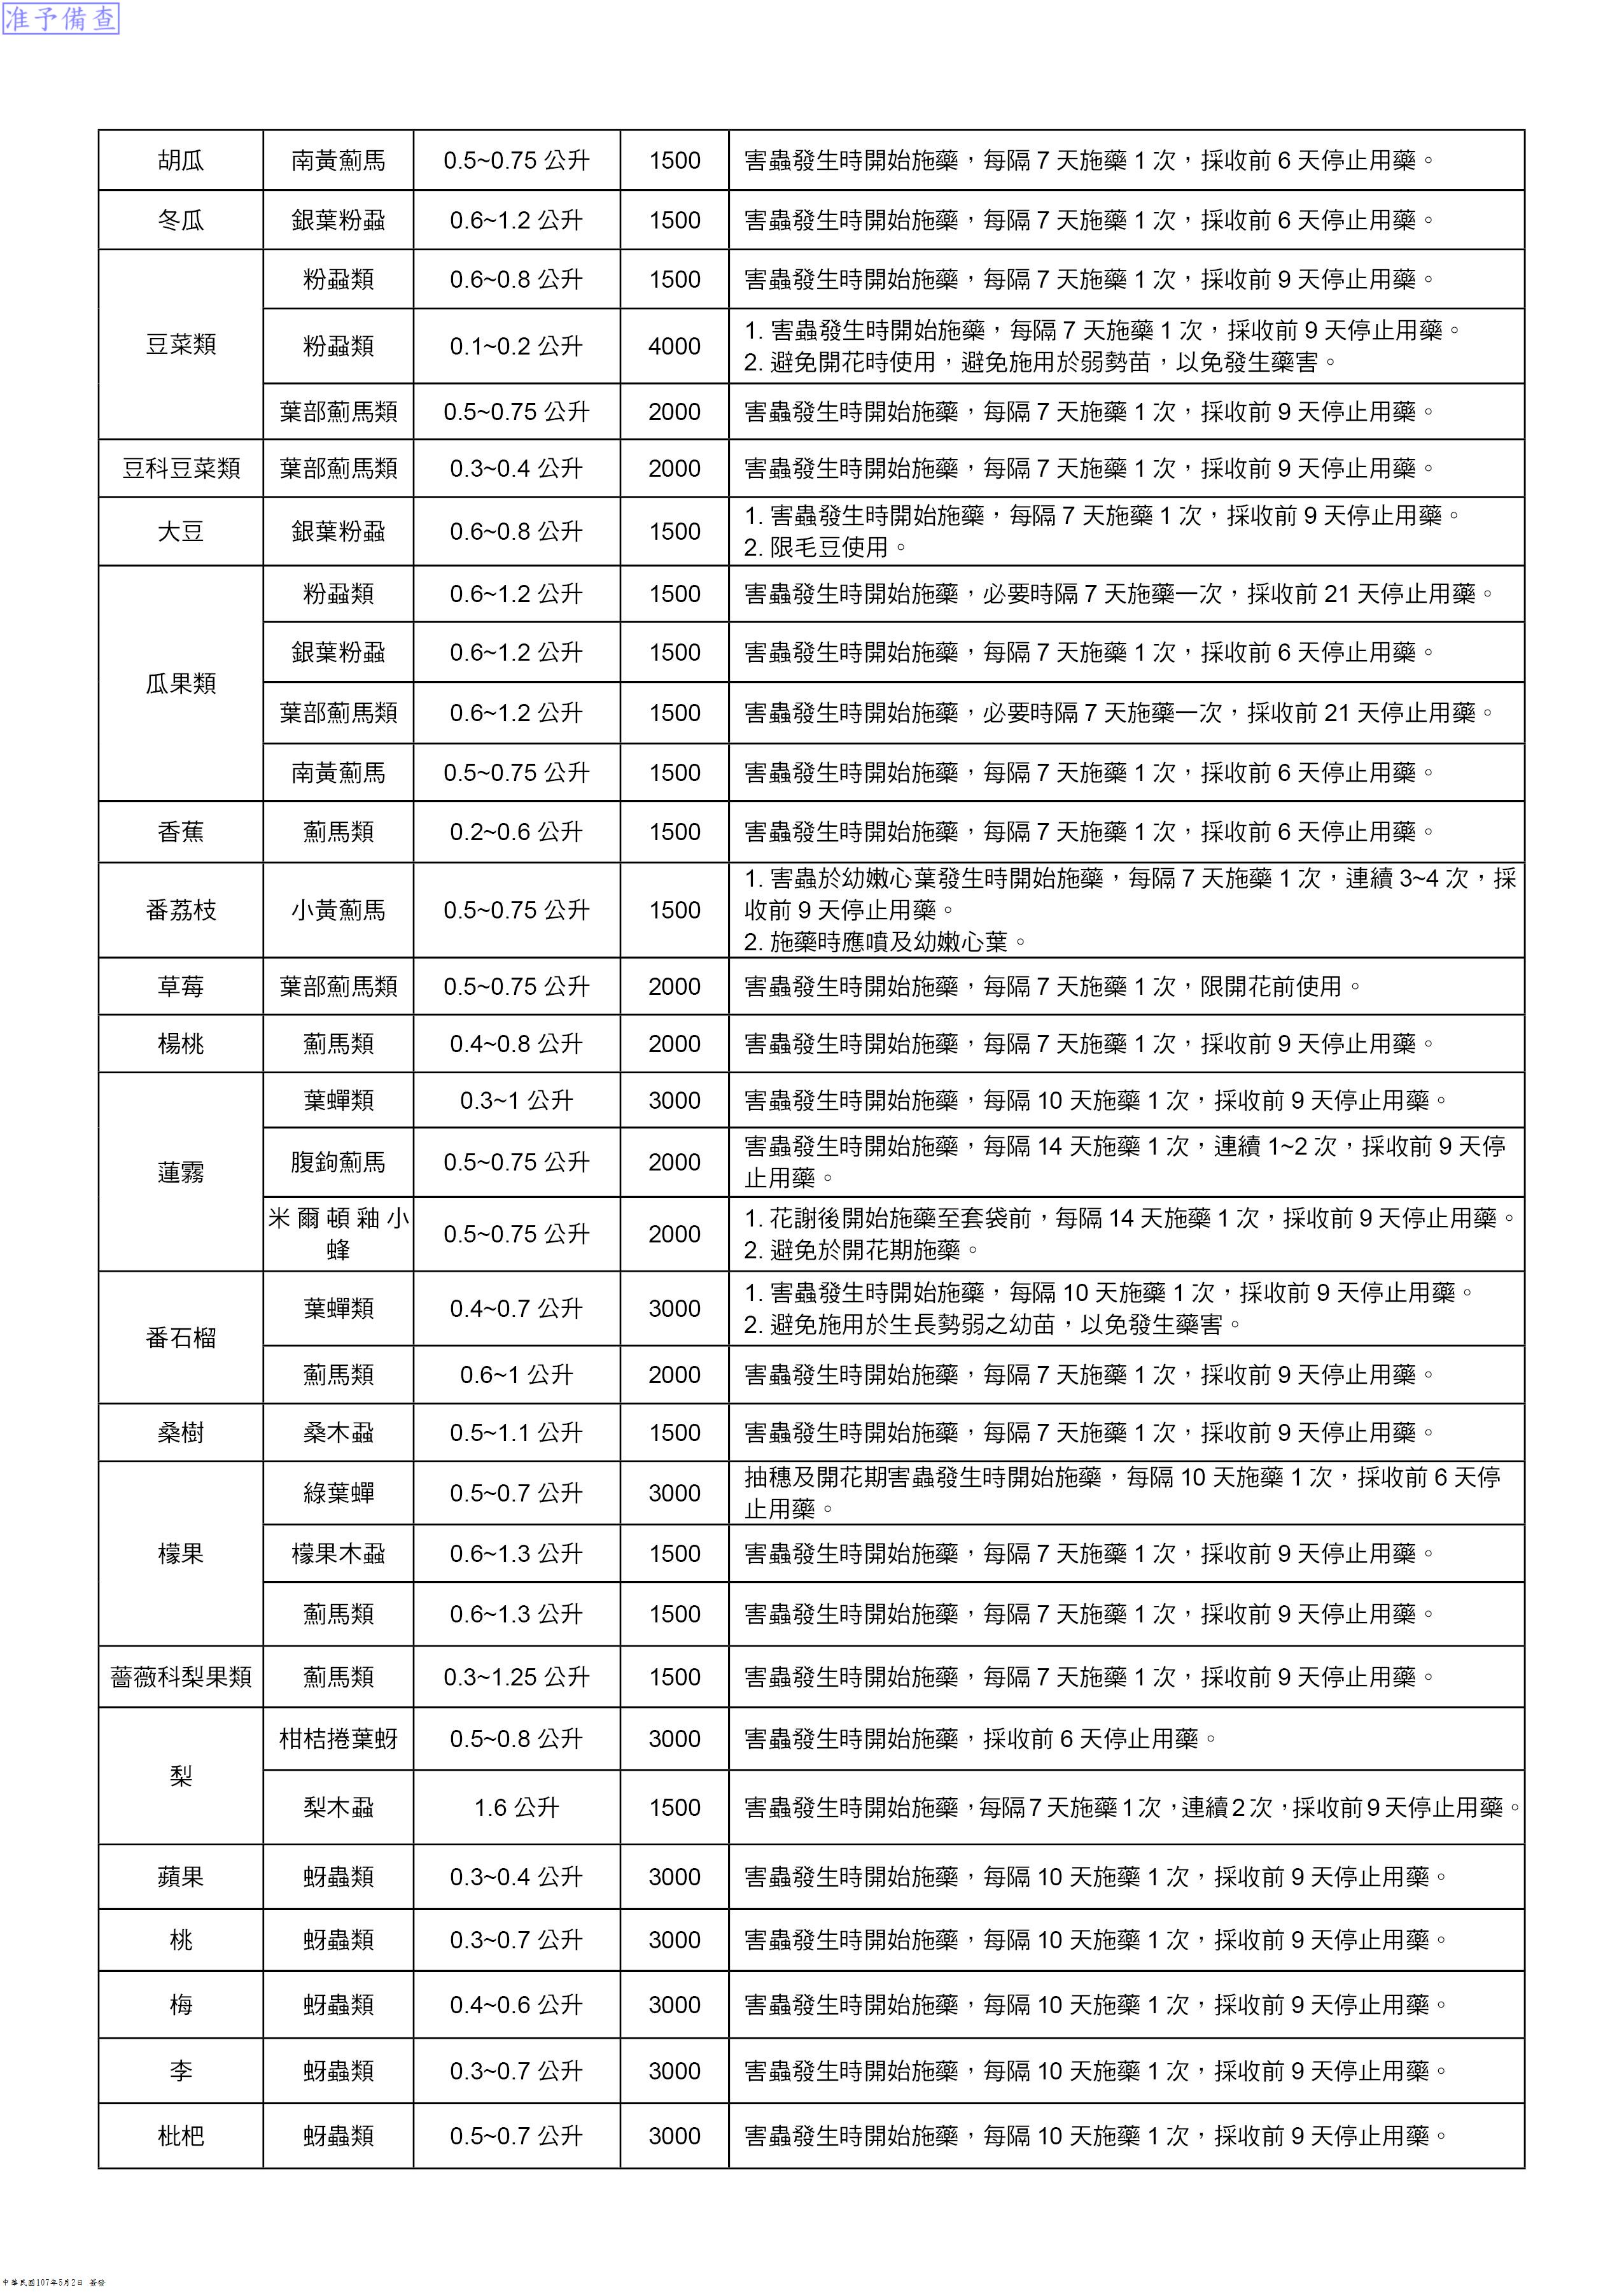 准予備查
胡瓜 南黃薊馬 0.5~0.75 公升 1500 害蟲發生時開始施藥，每隔 7 天施藥 1 次，採收前 6 天停止用藥。
冬瓜 銀葉粉蝨 0.6~1.2 公升 1500 害蟲發生時開始施藥，每隔 7 天施藥 1 次，採收前 6 天停止用藥。
豆菜類 粉蝨類 0.6~0.8 公升 1500 害蟲發生時開始施藥，每隔 7 天施藥 1 次，採收前 9 天停止用藥。
粉蝨類 0.1~0.2 公升 4000 1. 害蟲發生時開始施藥，每隔 7 天施藥 1 次，採收前 9 天停止用藥。
2. 避免開花時使用，避免施用於弱勢苗，以免發生藥害。
葉部薊馬類 0.5~0.75 公升 2000 害蟲發生時開始施藥，每隔 7 天施藥 1 次，採收前 9 天停止用藥。
豆科豆菜類 葉部薊馬類 0.3~0.4 公升 2000 害蟲發生時開始施藥，每隔 7 天施藥 1 次，採收前 9 天停止用藥。
大豆 銀葉粉蝨 0.6~0.8 公升 1500 1. 害蟲發生時開始施藥，每隔 7 天施藥 1 次，採收前 9 天停止用藥。
2. 限毛豆使用。
瓜果類 粉蝨類 0.6~1.2 公升 1500 害蟲發生時開始施藥，必要時隔 7 天施藥一次，採收前 21 天停止用藥。
銀葉粉蝨 0.6~1.2 公升 1500 害蟲發生時開始施藥，每隔 7 天施藥 1 次，採收前 6 天停止用藥。
葉部薊馬類 0.6~1.2 公升 1500 害蟲發生時開始施藥，必要時隔 7 天施藥一次，採收前 21 天停止用藥。
南黃薊馬 0.5~0.75 公升 1500 害蟲發生時開始施藥，每隔 7 天施藥 1 次，採收前 6 天停止用藥。
香蕉 薊馬類 0.2~0.6 公升 1500 害蟲發生時開始施藥，每隔 7 天施藥 1 次，採收前 6 天停止用藥。
番荔枝 小黃薊馬 0.5~0.75 公升 1500 1. 害蟲於幼嫩心葉發生時開始施藥，每隔 7 天施藥 1 次，連續 3~4 次，採
收前 9 天停止用藥。
2. 施藥時應噴及幼嫩心葉。
草莓 葉部薊馬類 0.5~0.75 公升 2000 害蟲發生時開始施藥，每隔 7 天施藥 1 次，限開花前使用。
楊桃 薊馬類 0.4~0.8 公升 2000 害蟲發生時開始施藥，每隔 7 天施藥 1 次，採收前 9 天停止用藥。
蓮霧 葉蟬類 0.3~1 公升 3000 害蟲發生時開始施藥，每隔 10 天施藥 1 次，採收前 9 天停止用藥。
腹鉤薊馬 0.5~0.75 公升 2000 害蟲發生時開始施藥，每隔 14 天施藥 1 次，連續 1~2 次，採收前 9 天停
止用藥。
米爾頓釉小
蜂 0.5~0.75 公升 2000 1. 花謝後開始施藥至套袋前，每隔 14 天施藥 1 次，採收前 9 天停止用藥。
2. 避免於開花期施藥。
番石榴 葉蟬類 0.4~0.7 公升 3000 1. 害蟲發生時開始施藥，每隔 10 天施藥 1 次，採收前 9 天停止用藥。
2. 避免施用於生長勢弱之幼苗，以免發生藥害。
薊馬類 0.6~1 公升 2000 害蟲發生時開始施藥，每隔 7 天施藥 1 次，採收前 9 天停止用藥。
桑樹 桑木蝨 0.5~1.1 公升 1500 害蟲發生時開始施藥，每隔 7 天施藥 1 次，採收前 9 天停止用藥。
檬果 綠葉蟬 0.5~0.7 公升 3000 抽穗及開花期害蟲發生時開始施藥，每隔 10 天施藥 1 次，採收前 6 天停
止用藥。
檬果木蝨 0.6~1.3 公升 1500 害蟲發生時開始施藥，每隔 7 天施藥 1 次，採收前 9 天停止用藥。
薊馬類 0.6~1.3 公升 1500 害蟲發生時開始施藥，每隔 7 天施藥 1 次，採收前 9 天停止用藥。
薔薇科梨果類 薊馬類 0.3~1.25 公升 1500 害蟲發生時開始施藥，每隔 7 天施藥 1 次，採收前 9 天停止用藥。
梨 柑桔捲葉蚜 0.5~0.8 公升 3000 害蟲發生時開始施藥，採收前 6 天停止用藥。
梨木蝨 1.6 公升 1500 害蟲發生時開始施藥，每隔 7 天施藥 1 次，連續 2 次，採收前 9 天停止用藥。
蘋果 蚜蟲類 0.3~0.4 公升 3000 害蟲發生時開始施藥，每隔 10 天施藥 1 次，採收前 9 天停止用藥。
桃 蚜蟲類 0.3~0.7 公升 3000 害蟲發生時開始施藥，每隔 10 天施藥 1 次，採收前 9 天停止用藥。
梅 蚜蟲類 0.4~0.6 公升 3000 害蟲發生時開始施藥，每隔 10 天施藥 1 次，採收前 9 天停止用藥。
李 蚜蟲類 0.3~0.7 公升 3000 害蟲發生時開始施藥，每隔 10 天施藥 1 次，採收前 9 天停止用藥。
枇杷 蚜蟲類 0.5~0.7 公升 3000 害蟲發生時開始施藥，每隔 10 天施藥 1 次，採收前 9 天停止用藥。
中華民國107年5月2日 簽發